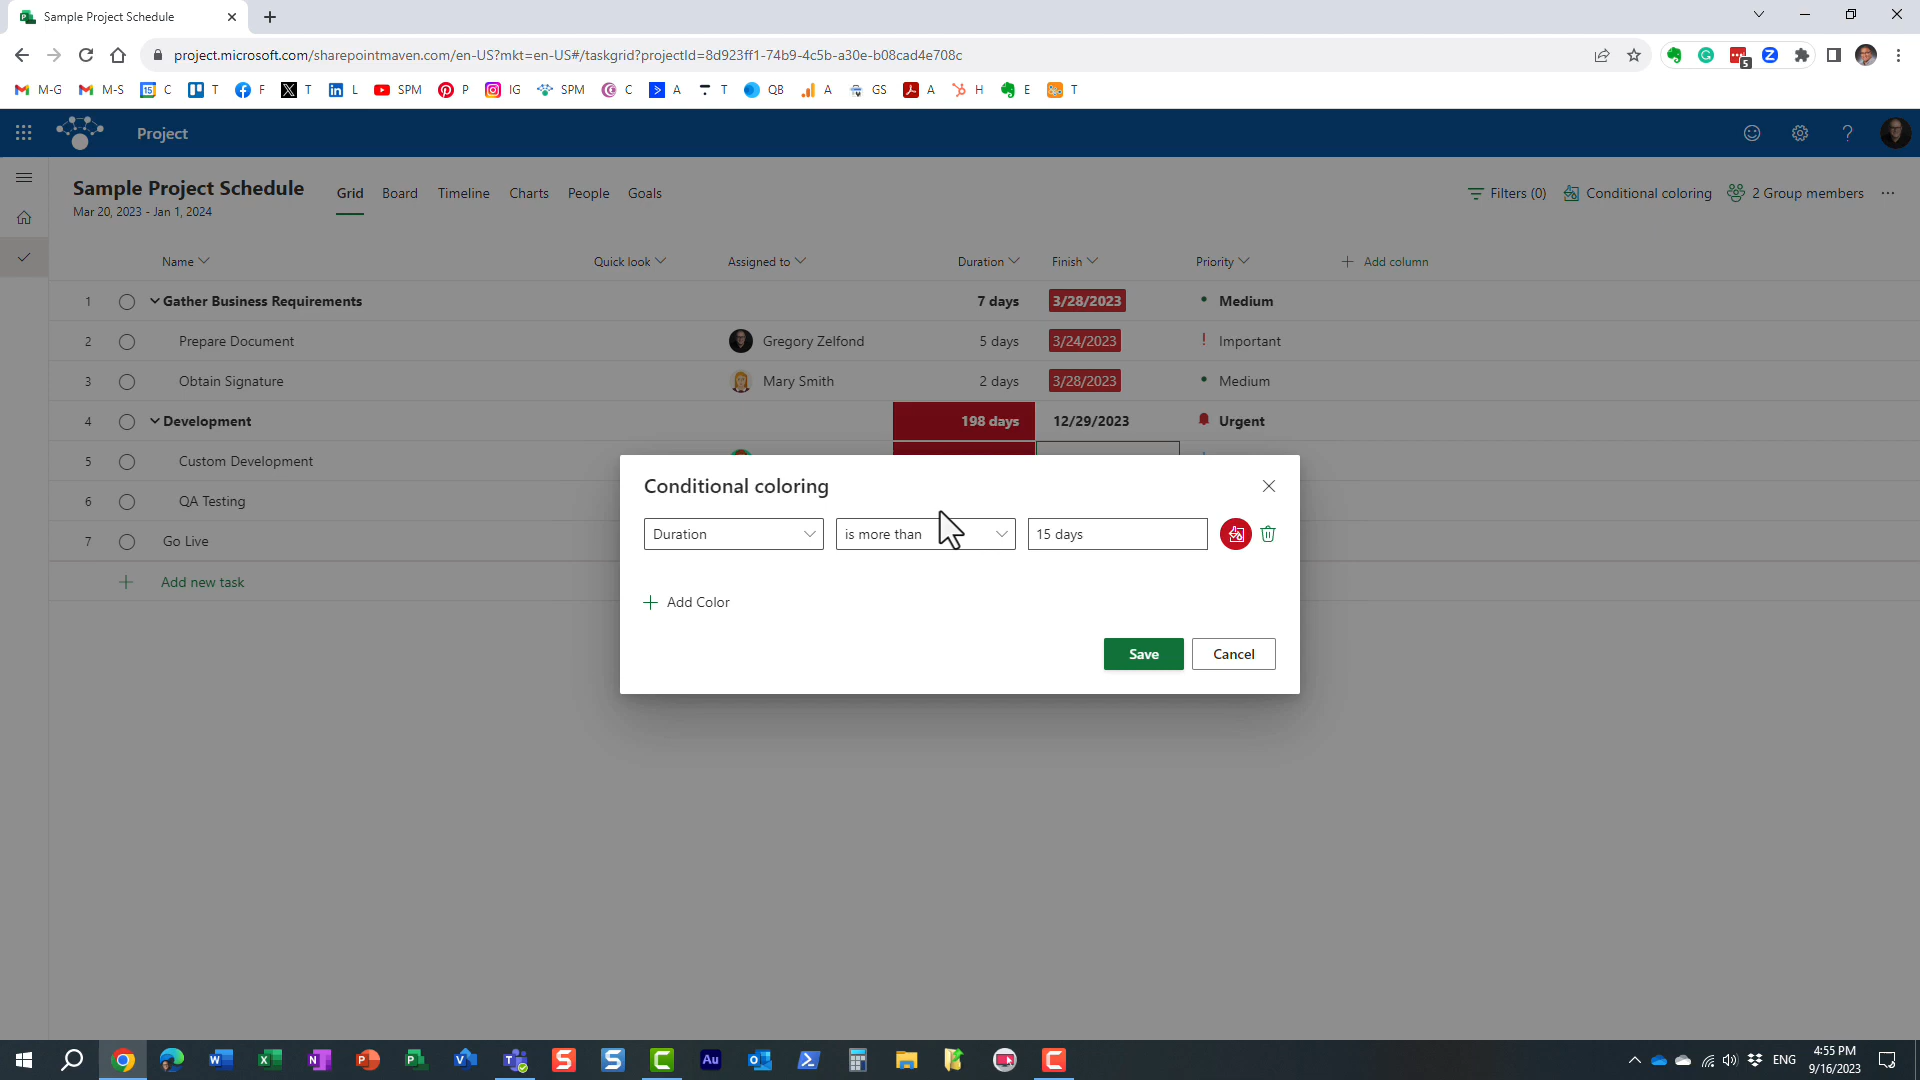 Sample Project Schedule
project.microsoft.com/sharepointmaven.com/en-US?mkt=en-US#/taskgrid?projectId=8d923ff1-74b9-4c5b-a30e-b08cad4e708c
5
M-G M-S 15 C T F T L SPM P IG SPM C A T QB A GS A H E T
Project
Sample Project Schedule Grid Board Timeline Charts People Goals Filters (0) Conditional coloring 2 Group members
Mar 20, 2023 - Jan 1, 2024
Name Quick look Assigned to Duration Finish Priority Add column
1 Gather Business Requirements 7 days 3/28/2023 Medium
2 Prepare Document Gregory Zelfond 5 days 3/24/2023 Important
3 Obtain Signature Mary Smith 2 days 3/28/2023 Medium
4 Development 198 days 12/29/2023 Urgent
5 Custom Development
6 QA Testing
7 Go Live
Add new task
Conditional coloring
Duration is more than 15 days
Add Color
Save Cancel
ENG 4:55 PM
9/16/2023